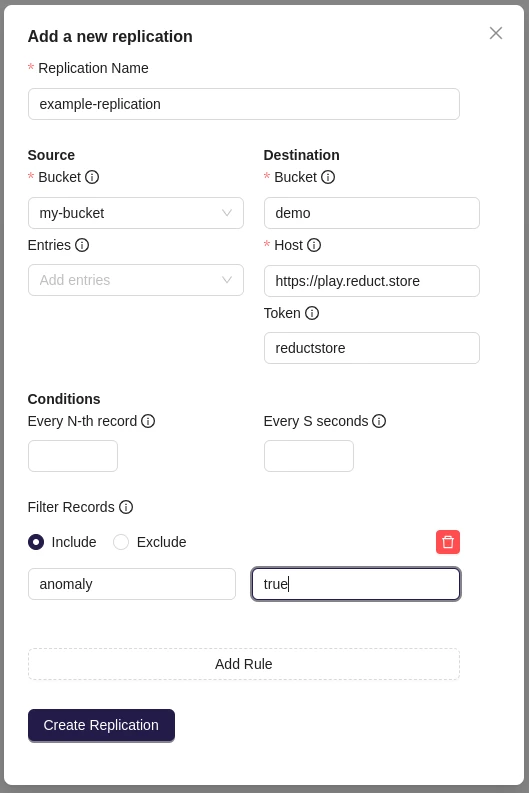 Add a new replication
* Replication Name
example-replication
Source
* Bucket
my-bucket
Entries
Add entries
Destination
* Bucket
demo
* Host
https://play.reduct.store
Token
reductstore
Conditions
Every N-th record
Every S seconds
Filter Records
Include Exclude
anomaly
true
Add Rule
Create Replication